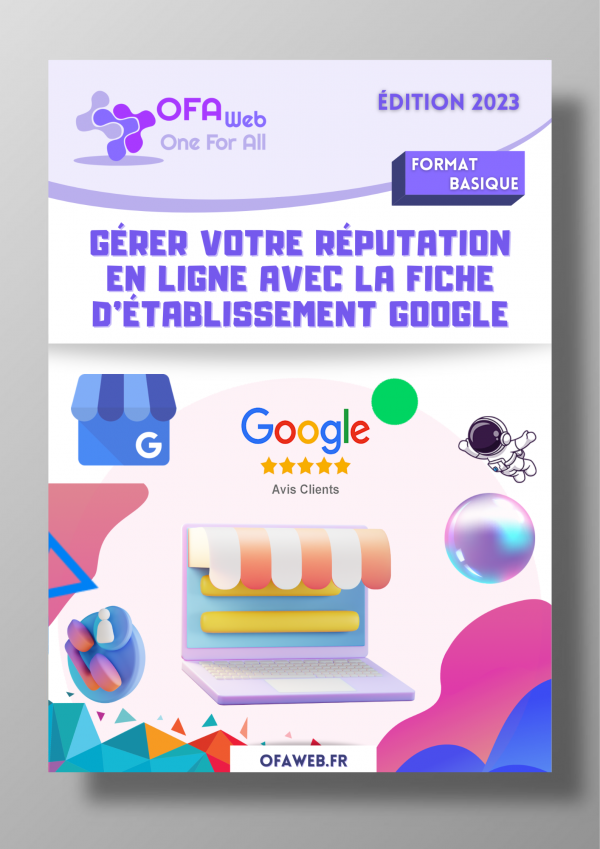 OFA Web
One For All
ÉDITION 2023
FORMAT
BASIQUE
GÉRER VOTRE RÉPUTATION
EN LIGNE AVEC LA FICHE
D'ÉTABLISSEMENT GOOGLE
G
Google
Avis Clients
OFAWEB.FR